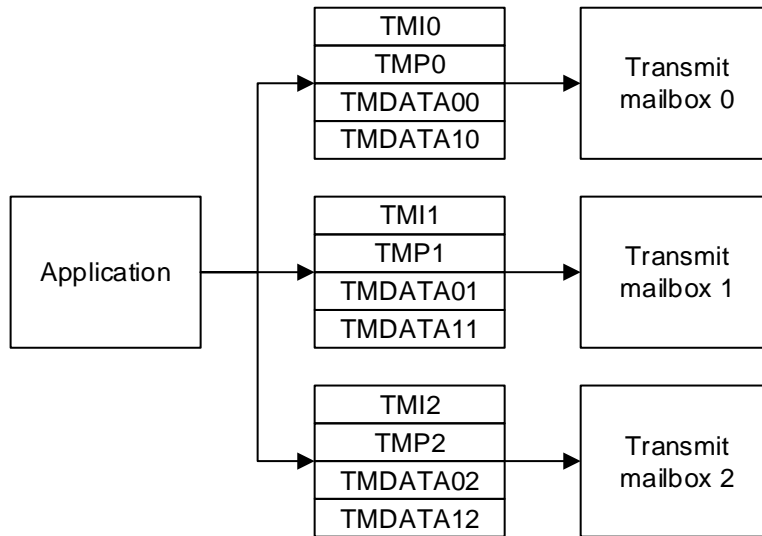 Application
TMI0
TMP0
TMDATA00
TMDATA10
Transmit
mailbox 0
TMI1
TMP1
TMDATA01
TMDATA11
Transmit
mailbox 1
TMI2
TMP2
TMDATA02
TMDATA12
Transmit
mailbox 2